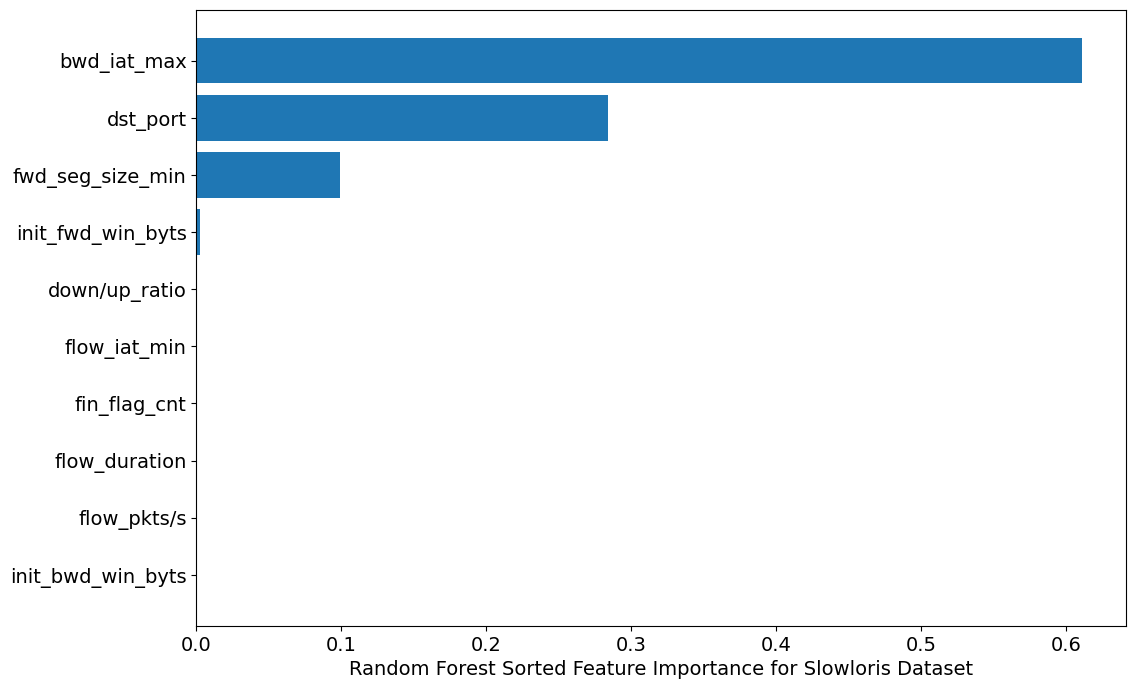 bwd_iat_max
dst_port
fwd_seg_size_min
init_fwd_win_byts
down/up_ratio
flow_iat_min
fin_flag_cnt
flow_duration
flow_pkts/s
init_bwd_win_byts
0.0 0.1 0.2 0.3 0.4 0.5 0.6
Random Forest Sorted Feature Importance for Slowloris Dataset